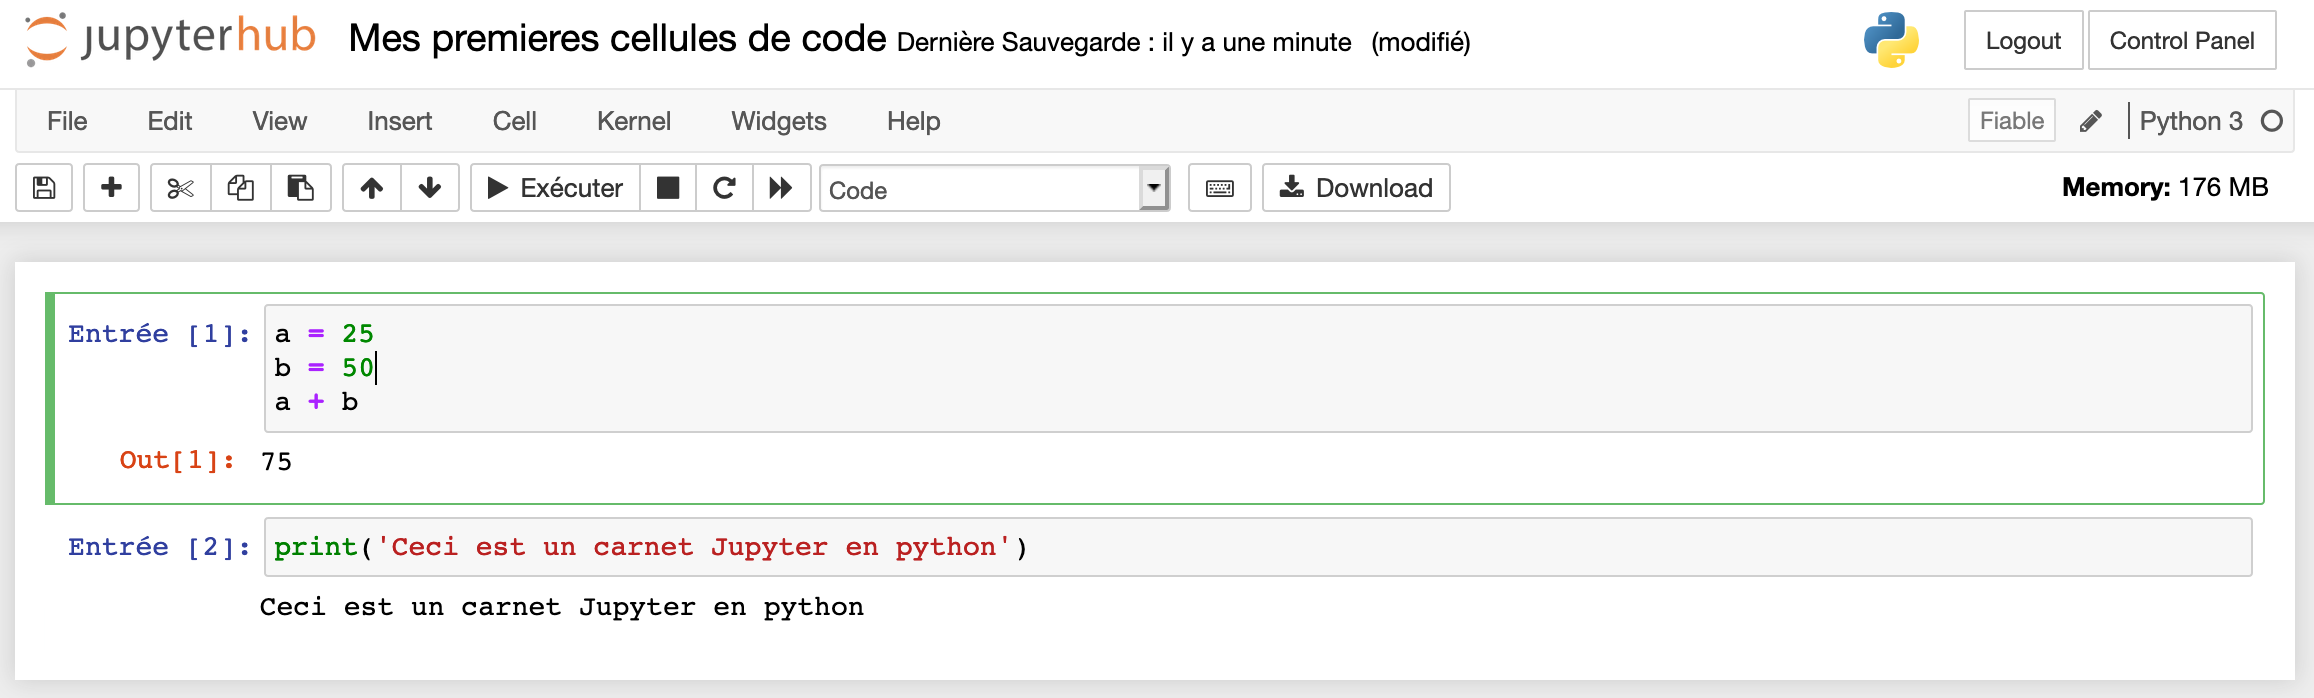 jupyterhub Mes premieres cellules de code Dernière Sauvegarde : il y a une minute (modifié) Logout Control Panel
File Edit View Insert Cell Kernel Widgets Help Fiable Python 3
Exécuter Code Download Memory: 176 MB
Entrée [1]: a = 25
b = 50
a + b
Out[1]: 75
Entrée [2]: print('Ceci est un carnet Jupyter en python')
Ceci est un carnet Jupyter en python